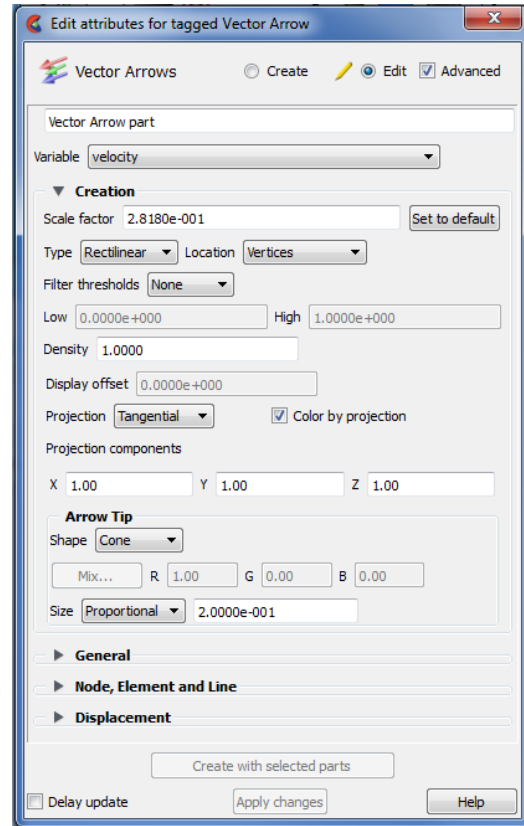 Edit attributes for tagged Vector Arrow
Vector Arrows Create Edit Advanced
Vector Arrow part
Variable velocity
Creation
Scale factor 2.8180e-001 Set to default
Type Rectilinear Location Vertices
Filter thresholds None
Low 0.0000e+000 High 1.0000e+000
Density 1.0000
Display offset 0.0000e+000
Projection Tangential Color by projection
Projection components
X 1.00 Y 1.00 Z 1.00
Arrow Tip
Shape Cone
Mix... R 1.00 G 0.00 B 0.00
Size Proportional 2.0000e-001
General
Node, Element and Line
Displacement
Create with selected parts
Delay update Apply changes Help